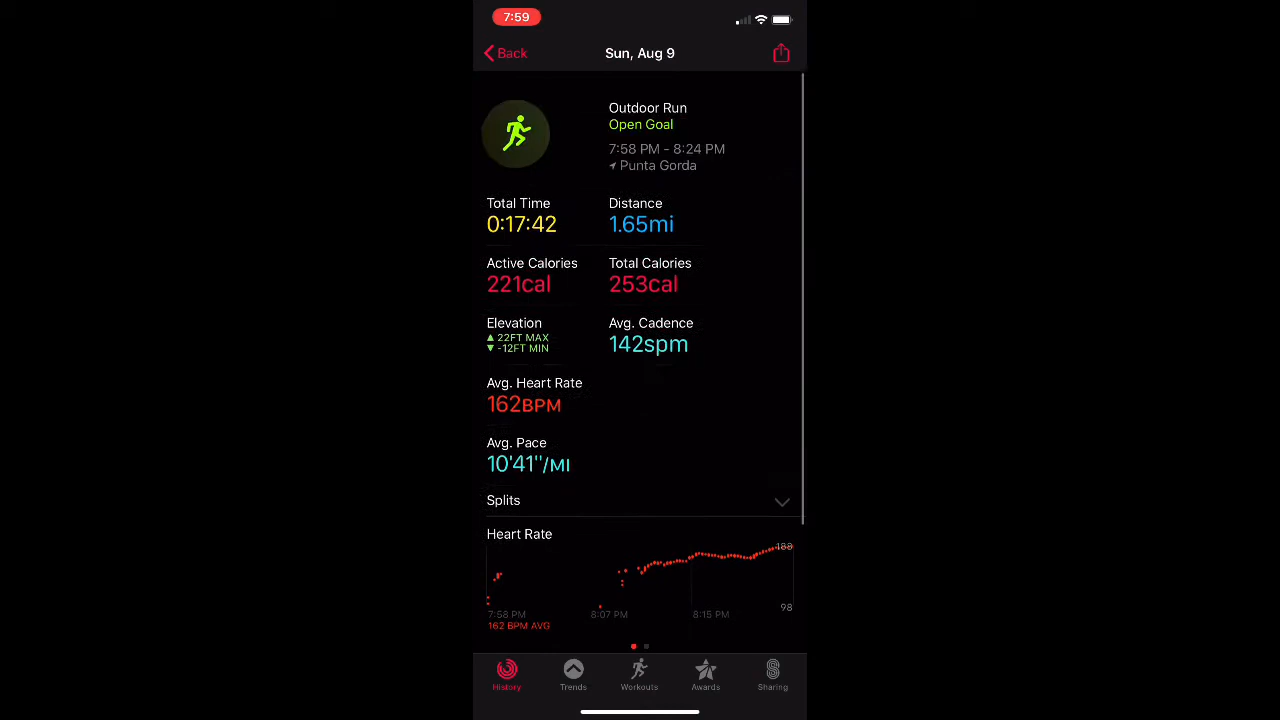 7:59
Back
Sun, Aug 9
Outdoor Run
Open Goal
7:58 PM - 8:24 PM
Punta Gorda
Total Time
Distance
0:17:42
1.65mi
Active Calories
Total Calories
221cal
253cal
Elevation
Avg. Cadence
▲ 22FT MAX
▼ -12FT MIN
142spm
Avg. Heart Rate
162BPM
Avg. Pace
10'41"/MI
Splits
Heart Rate
188
98
7:58 PM
8:07 PM
8:15 PM
162 BPM AVG
History
Trends
Workouts
Awards
Sharing